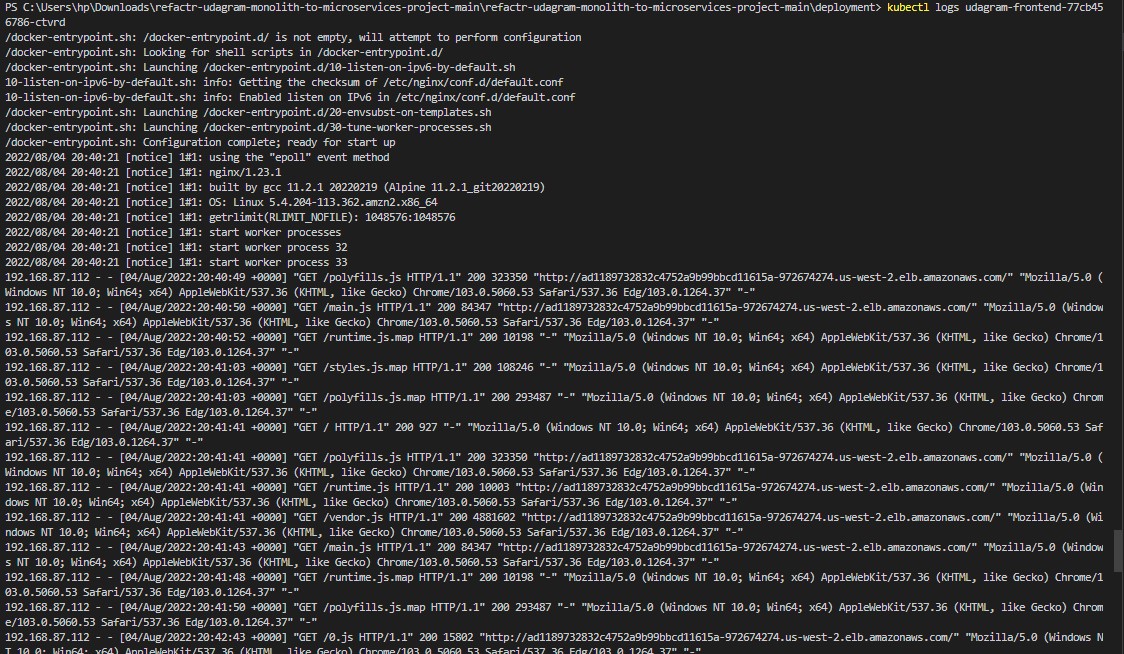 PS C:\Users\hp\Downloads\refactr-udagram-monolith-to-microservices-project-main\refactr-udagram-monolith-to-microservices-project-main\deployment> kubectl logs udagram-frontend-77cb45
6786-ctvrd
/docker-entrypoint.sh: /docker-entrypoint.d/ is not empty, will attempt to perform configuration
/docker-entrypoint.sh: Looking for shell scripts in /docker-entrypoint.d/
/docker-entrypoint.sh: Launching /docker-entrypoint.d/10-listen-on-ipv6-by-default.sh
10-listen-on-ipv6-by-default.sh: info: Getting the checksum of /etc/nginx/conf.d/default.conf
10-listen-on-ipv6-by-default.sh: info: Enabled listen on IPv6 in /etc/nginx/conf.d/default.conf
/docker-entrypoint.sh: Launching /docker-entrypoint.d/20-envsubst-on-templates.sh
/docker-entrypoint.sh: Launching /docker-entrypoint.d/30-tune-worker-processes.sh
/docker-entrypoint.sh: Configuration complete; ready for start up
2022/08/04 20:40:21 [notice] 1#1: using the "epoll" event method
2022/08/04 20:40:21 [notice] 1#1: nginx/1.23.1
2022/08/04 20:40:21 [notice] 1#1: built by gcc 11.2.1 20220219 (Alpine 11.2.1_git20220219)
2022/08/04 20:40:21 [notice] 1#1: OS: Linux 5.4.204-113.362.amzn2.x86_64
2022/08/04 20:40:21 [notice] 1#1: getrlimit(RLIMIT_NOFILE): 1048576:1048576
2022/08/04 20:40:21 [notice] 1#1: start worker processes
2022/08/04 20:40:21 [notice] 1#1: start worker process 32
2022/08/04 20:40:21 [notice] 1#1: start worker process 33
192.168.87.112 - - [04/Aug/2022:20:40:49 +0000] "GET /polyfills.js HTTP/1.1" 200 323350 "http://ad1189732832c4752a9b99bbcd11615a-972674274.us-west-2.elb.amazonaws.com/" "Mozilla/5.0 (
Windows NT 10.0; Win64; x64) AppleWebKit/537.36 (KHTML, like Gecko) Chrome/103.0.5060.53 Safari/537.36 Edg/103.0.1264.37" "-"
192.168.87.112 - - [04/Aug/2022:20:40:50 +0000] "GET /main.js HTTP/1.1" 200 84347 "http://ad1189732832c4752a9b99bbcd11615a-972674274.us-west-2.elb.amazonaws.com/" "Mozilla/5.0 (Window
s NT 10.0; Win64; x64) AppleWebKit/537.36 (KHTML, like Gecko) Chrome/103.0.5060.53 Safari/537.36 Edg/103.0.1264.37" "-"
192.168.87.112 - - [04/Aug/2022:20:40:52 +0000] "GET /runtime.js.map HTTP/1.1" 200 10198 "-" "Mozilla/5.0 (Windows NT 10.0; Win64; x64) AppleWebKit/537.36 (KHTML, like Gecko) Chrome/1
03.0.5060.53 Safari/537.36 Edg/103.0.1264.37" "-"
192.168.87.112 - - [04/Aug/2022:20:41:03 +0000] "GET /styles.js.map HTTP/1.1" 200 108246 "-" "Mozilla/5.0 (Windows NT 10.0; Win64; x64) AppleWebKit/537.36 (KHTML, like Gecko) Chrome/1
03.0.5060.53 Safari/537.36 Edg/103.0.1264.37" "-"
192.168.87.112 - - [04/Aug/2022:20:41:03 +0000] "GET /polyfills.js.map HTTP/1.1" 200 293487 "-" "Mozilla/5.0 (Windows NT 10.0; Win64; x64) AppleWebKit/537.36 (KHTML, like Gecko) Chrom
e/103.0.5060.53 Safari/537.36 Edg/103.0.1264.37" "-"
192.168.87.112 - - [04/Aug/2022:20:41:41 +0000] "GET / HTTP/1.1" 200 927 "-" "Mozilla/5.0 (Windows NT 10.0; Win64; x64) AppleWebKit/537.36 (KHTML, like Gecko) Chrome/103.0.5060.53 Saf
ari/537.36 Edg/103.0.1264.37" "-"
192.168.87.112 - - [04/Aug/2022:20:41:41 +0000] "GET /polyfills.js HTTP/1.1" 200 323350 "http://ad1189732832c4752a9b99bbcd11615a-972674274.us-west-2.elb.amazonaws.com/" "Mozilla/5.0 (
Windows NT 10.0; Win64; x64) AppleWebKit/537.36 (KHTML, like Gecko) Chrome/103.0.5060.53 Safari/537.36 Edg/103.0.1264.37" "-"
192.168.87.112 - - [04/Aug/2022:20:41:41 +0000] "GET /runtime.js HTTP/1.1" 200 10003 "http://ad1189732832c4752a9b99bbcd11615a-972674274.us-west-2.elb.amazonaws.com/" "Mozilla/5.0 (Win
dows NT 10.0; Win64; x64) AppleWebKit/537.36 (KHTML, like Gecko) Chrome/103.0.5060.53 Safari/537.36 Edg/103.0.1264.37" "-"
192.168.87.112 - - [04/Aug/2022:20:41:41 +0000] "GET /vendor.js HTTP/1.1" 200 4881602 "http://ad1189732832c4752a9b99bbcd11615a-972674274.us-west-2.elb.amazonaws.com/" "Mozilla/5.0 (Wi
ndows NT 10.0; Win64; x64) AppleWebKit/537.36 (KHTML, like Gecko) Chrome/103.0.5060.53 Safari/537.36 Edg/103.0.1264.37" "-"
192.168.87.112 - - [04/Aug/2022:20:41:43 +0000] "GET /main.js HTTP/1.1" 200 84347 "http://ad1189732832c4752a9b99bbcd11615a-972674274.us-west-2.elb.amazonaws.com/" "Mozilla/5.0 (Window
s NT 10.0; Win64; x64) AppleWebKit/537.36 (KHTML, like Gecko) Chrome/103.0.5060.53 Safari/537.36 Edg/103.0.1264.37" "-"
192.168.87.112 - - [04/Aug/2022:20:41:48 +0000] "GET /runtime.js.map HTTP/1.1" 200 10198 "-" "Mozilla/5.0 (Windows NT 10.0; Win64; x64) AppleWebKit/537.36 (KHTML, like Gecko) Chrome/1
03.0.5060.53 Safari/537.36 Edg/103.0.1264.37" "-"
192.168.87.112 - - [04/Aug/2022:20:41:50 +0000] "GET /polyfills.js.map HTTP/1.1" 200 293487 "-" "Mozilla/5.0 (Windows NT 10.0; Win64; x64) AppleWebKit/537.36 (KHTML, like Gecko) Chrom
e/103.0.5060.53 Safari/537.36 Edg/103.0.1264.37" "-"
192.168.87.112 - - [04/Aug/2022:20:42:43 +0000] "GET /0.js HTTP/1.1" 200 15802 "http://ad1189732832c4752a9b99bbcd11615a-972674274.us-west-2.elb.amazonaws.com/" "Mozilla/5.0 (Windows N
T 10.0; Win64; x64) AppleWebKit/537.36 (KHTML, like Gecko) Chrome/103.0.5060.53 Safari/537.36 Edg/103.0.1264.37" "-"